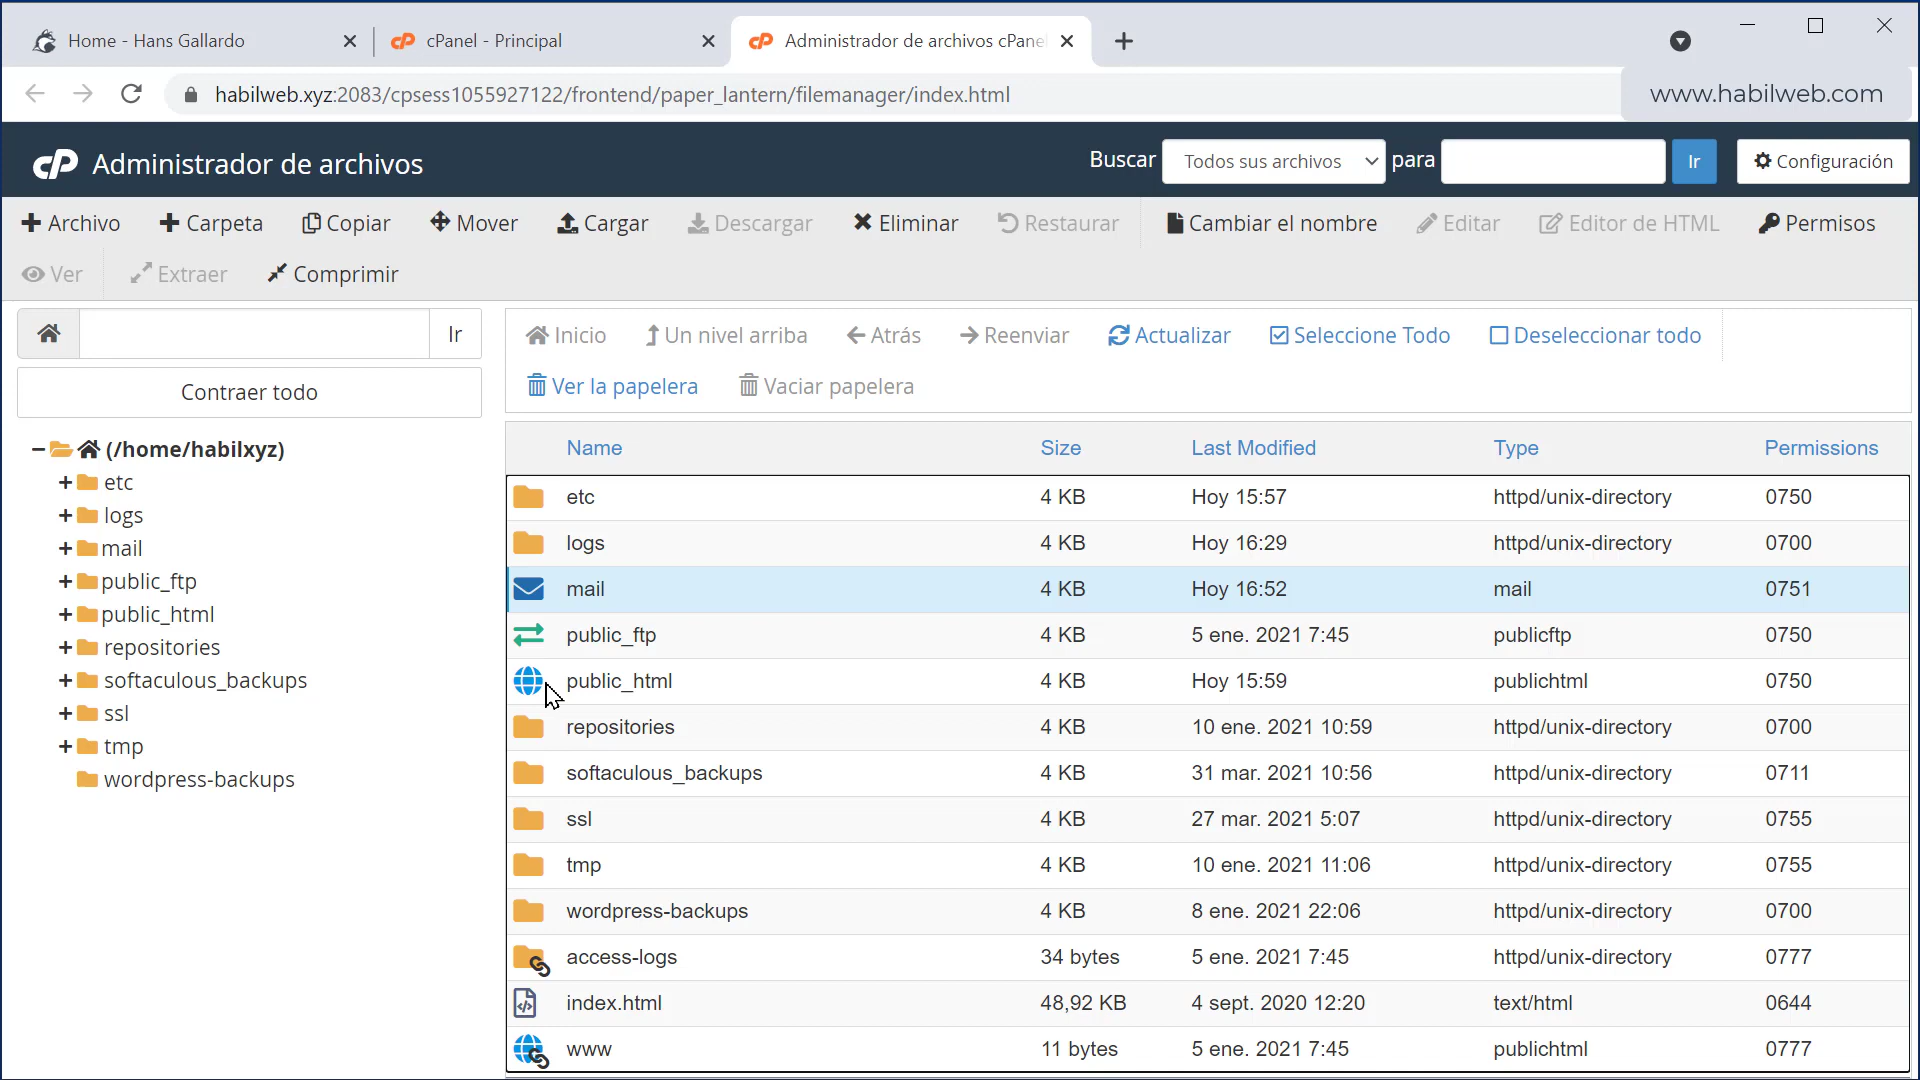 Home - Hans Gallardo
cPanel - Principal
Administrador de archivos cPane
habilweb.xyz:2083/cpsess1055927122/frontend/paper_lantern/filemanager/index.html
www.habilweb.com
cP Administrador de archivos
Buscar Todos sus archivos para Ir Configuración
Archivo Carpeta Copiar Mover Cargar Descargar Eliminar Restaurar Cambiar el nombre Editar Editor de HTML Permisos
Ver Extraer Comprimir
Ir
Contraer todo
(/home/habilxyz)
etc
logs
mail
public_ftp
public_html
repositories
softaculous_backups
ssl
tmp
wordpress-backups
Inicio Un nivel arriba Atrás Reenviar Actualizar Seleccione Todo Deseleccionar todo
Ver la papelera Vaciar papelera
Name Size Last Modified Type Permissions
etc 4 KB Hoy 15:57 httpd/unix-directory 0750
logs 4 KB Hoy 16:29 httpd/unix-directory 0700
mail 4 KB Hoy 16:52 mail 0751
public_ftp 4 KB 5 ene. 2021 7:45 publicftp 0750
public_html 4 KB Hoy 15:59 publichtml 0750
repositories 4 KB 10 ene. 2021 10:59 httpd/unix-directory 0700
softaculous_backups 4 KB 31 mar. 2021 10:56 httpd/unix-directory 0711
ssl 4 KB 27 mar. 2021 5:07 httpd/unix-directory 0755
tmp 4 KB 10 ene. 2021 11:06 httpd/unix-directory 0755
wordpress-backups 4 KB 8 ene. 2021 22:06 httpd/unix-directory 0700
access-logs 34 bytes 5 ene. 2021 7:45 httpd/unix-directory 0777
index.html 48,92 KB 4 sept. 2020 12:20 text/html 0644
www 11 bytes 5 ene. 2021 7:45 publichtml 0777